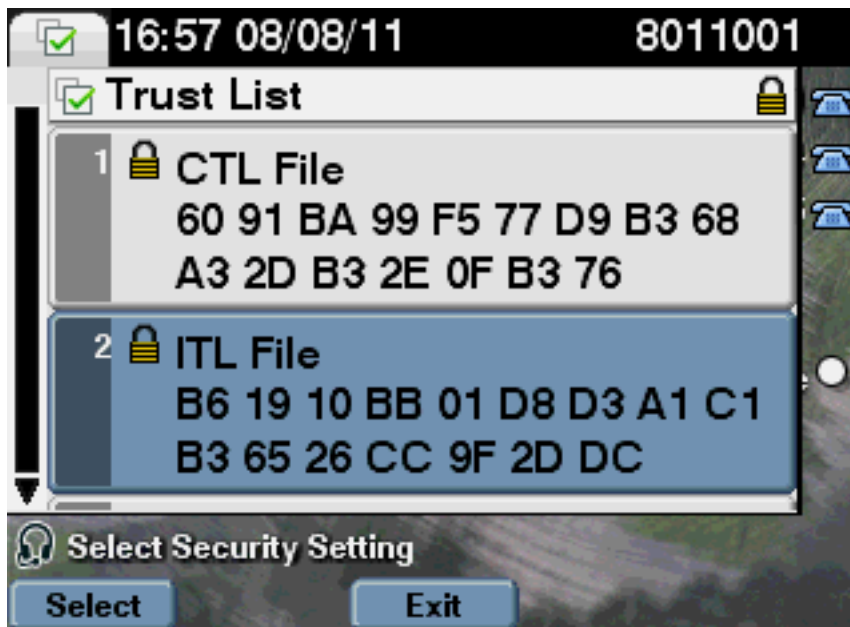 16:57 08/08/11 8011001
Trust List
1 CTL File
60 91 BA 99 F5 77 D9 B3 68
A3 2D B3 2E 0F B3 76
2 ITL File
B6 19 10 BB 01 D8 D3 A1 C1
B3 65 26 CC 9F 2D DC
Select Security Setting
Select Exit